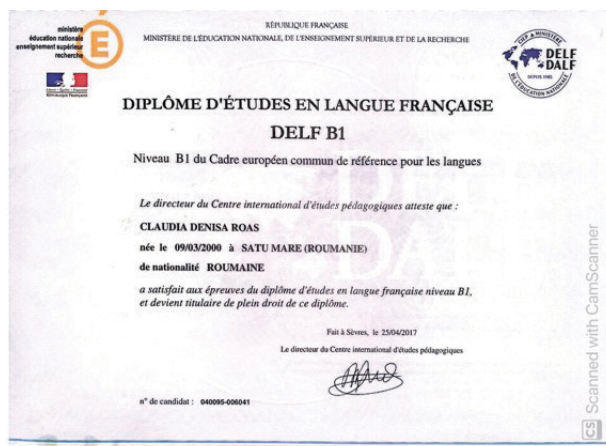 ministère
éducation nationale
enseignement supérieur
recherche
RÉPUBLIQUE FRANÇAISE
MINISTÈRE DE L'ÉDUCATION NATIONALE, DE L'ENSEIGNEMENT SUPÉRIEUR ET DE LA RECHERCHE
DELF
DALF
DEPUIS 1985
DIPLÔME D'ÉTUDES EN LANGUE FRANÇAISE
DELF B1
Niveau B1 du Cadre européen commun de référence pour les langues
Le directeur du Centre international d'études pédagogiques atteste que :
CLAUDIA DENISA ROAS
née le 09/03/2000 à SATU MARE (ROUMANIE)
de nationalité ROUMAINE
a satisfait aux épreuves du diplôme d'études en langue française niveau B1,
et devient titulaire de plein droit de ce diplôme.
Fait à Sèvres, le 25/04/2017
Le directeur du Centre international d'études pédagogiques
n° de candidat : 040095-006041
CS Scanned with CamScanner